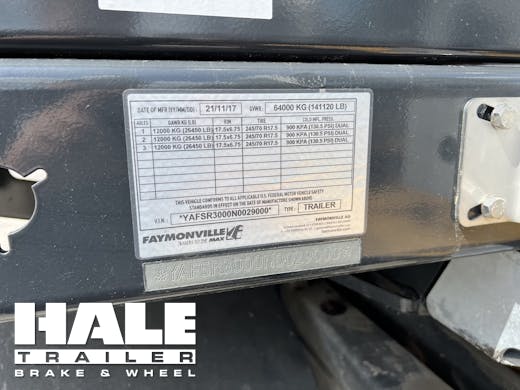 DATE OF MFR (YY/MM/DD): 21/11/17 GVWR: 64000 KG (141120 LB)
AXLES GAWR KG (LB) RIM COLD INFL. PRESS.
1 12000 KG (26450 LB) 17.5x6.75 245/70 R17.5 900 KPA (130.5 PSI) DUAL
2 12000 KG (26450 LB) 17.5x6.75 245/70 R17.5 900 KPA (130.5 PSI) DUAL
3 12000 KG (26450 LB) 17.5x6.75 245/70 R17.5 900 KPA (130.5 PSI) DUAL
THIS VEHICLE CONFORMS TO ALL APPLICABLE U.S. FEDERAL MOTOR VEHICLE SAFETY
STANDARDS IN EFFECT ON THE DATE OF MANUFACTURE SHOWN ABOVE
V.I.N.: *YAFSR3000N0029000* TYPE: TRAILER
FAYMONVILLE
TRAILERS TO THE MAX
FAYMONVILLE AG
HALE
TRAILER
BRAKE & WHEEL